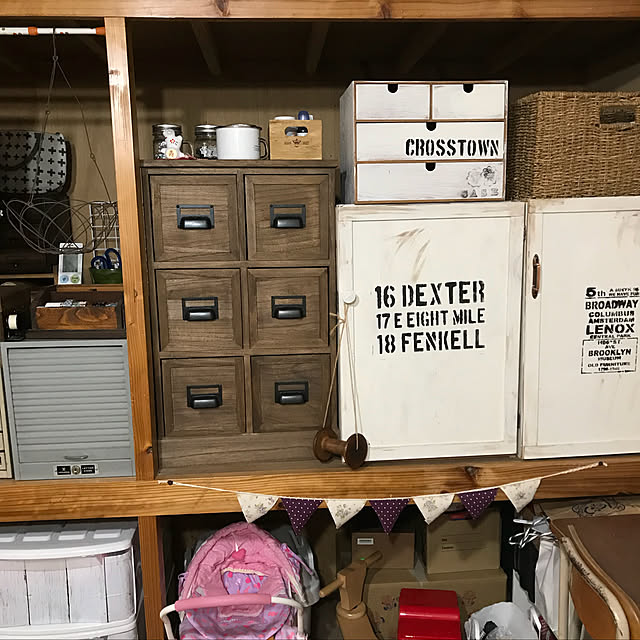 CROSSTOWN
16 DEXTER
17 E EIGHT MILE
18 FENKELL
5th
BROADWAY
COLUMBUS
AMSTERDAM
LENOX
CENTRAL PARK
AVE
BROOKLYN
MUSEUM
OLD FURNITURE